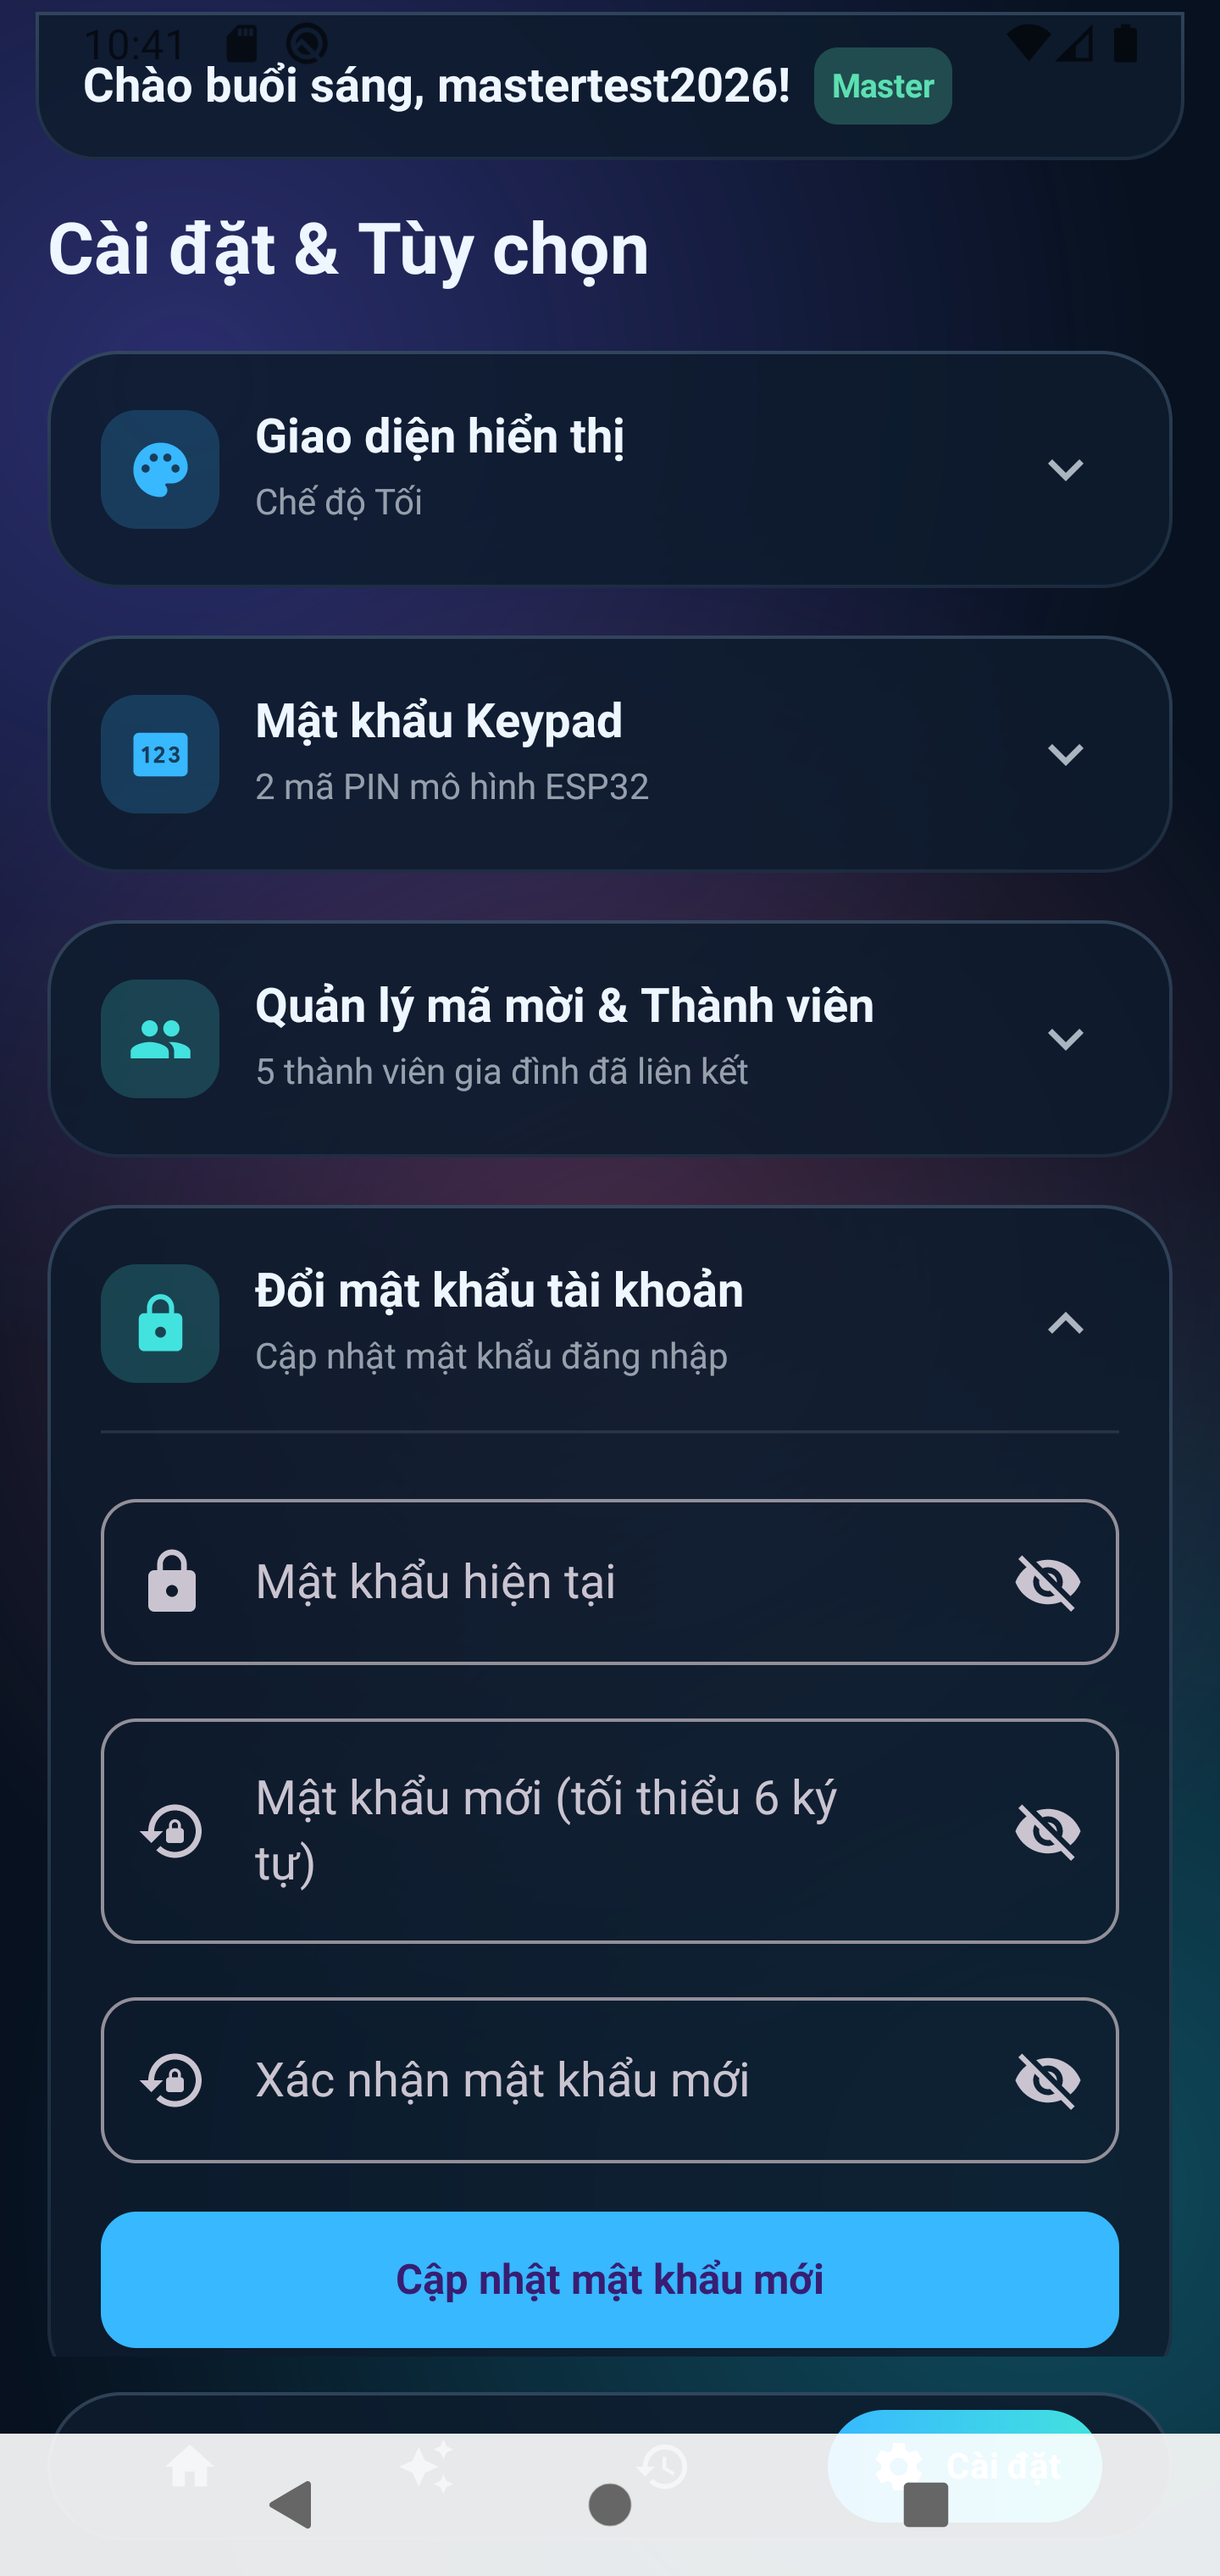 10:41
Chào buổi sáng, mastertest2026!
Master
Cài đặt & Tùy chọn
Giao diện hiển thị
Chế độ Tối
123
Mật khẩu Keypad
2 mã PIN mô hình ESP32
Quản lý mã mời & Thành viên
5 thành viên gia đình đã liên kết
Đổi mật khẩu tài khoản
Cập nhật mật khẩu đăng nhập
Mật khẩu hiện tại
Mật khẩu mới (tối thiểu 6 ký
tự)
Xác nhận mật khẩu mới
Cập nhật mật khẩu mới
Cài đặt